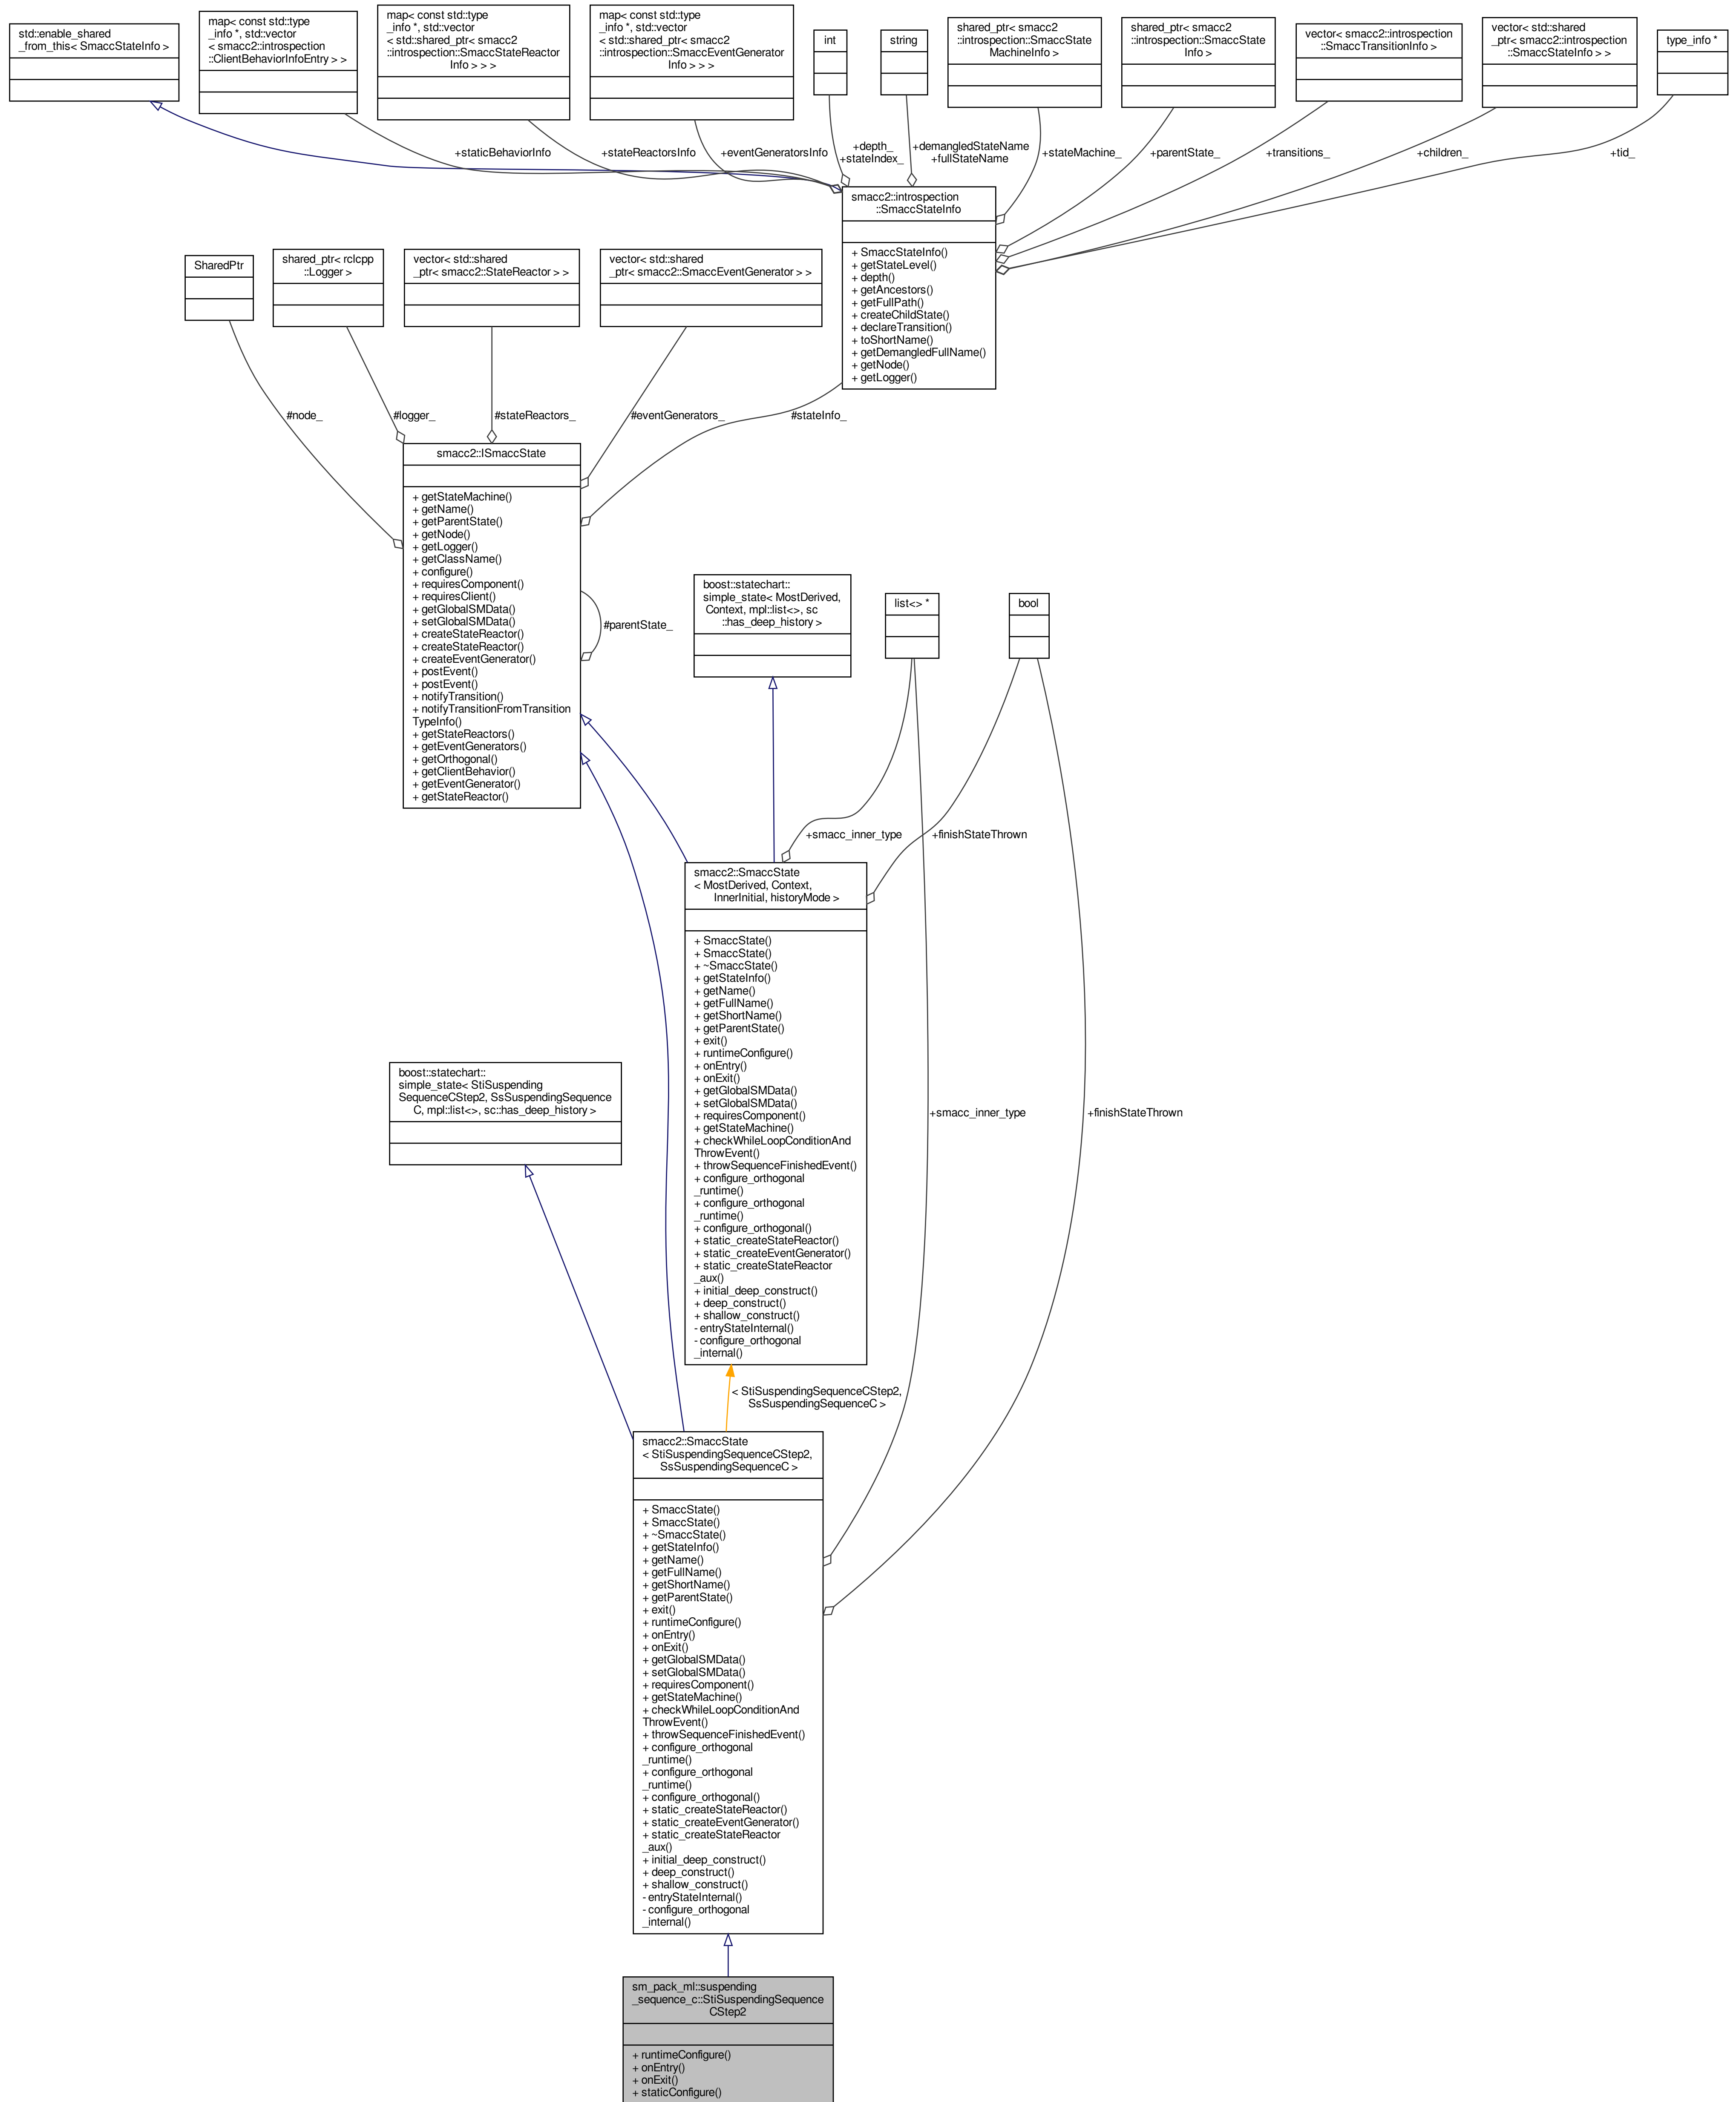 std::enable_shared
_from_this< SmaccStateInfo >
map< const std::type
_info *, std::vector
< smacc2::introspection
::ClientBehaviorInfoEntry > >
map< const std::type
_info *, std::vector
< std::shared_ptr< smacc2
::introspection::SmaccStateReactor
Info > > >
map< const std::type
_info *, std::vector
< std::shared_ptr< smacc2
::introspection::SmaccEventGenerator
Info > > >
int
string
shared_ptr< smacc2
::introspection::SmaccState
MachineInfo >
shared_ptr< smacc2
::introspection::SmaccState
Info >
vector< smacc2::introspection
::SmaccTransitionInfo >
vector< std::shared
_ptr< smacc2::introspection
::SmaccStateInfo > >
type_info *
+staticBehaviorInfo
+stateReactorsInfo
+eventGeneratorsInfo
+depth_
+stateIndex_
+demangledStateName
+fullStateName
+stateMachine_
+parentState_
+transitions_
+children_
+tid_
smacc2::introspection
::SmaccStateInfo
+ SmaccStateInfo()
+ getStateLevel()
+ depth()
+ getAncestors()
+ getFullPath()
+ createChildState()
+ declareTransition()
+ toShortName()
+ getDemangledFullName()
+ getNode()
+ getLogger()
SharedPtr
shared_ptr< rclcpp
::Logger >
vector< std::shared
_ptr< smacc2::StateReactor > >
vector< std::shared
_ptr< smacc2::SmaccEventGenerator > >
#node_
#logger_
#stateReactors_
#eventGenerators_
#stateInfo_
smacc2::ISmaccState
+ getStateMachine()
+ getName()
+ getParentState()
+ getNode()
+ getLogger()
+ getClassName()
+ configure()
+ requiresComponent()
+ requiresClient()
+ getGlobalSMData()
+ setGlobalSMData()
+ createStateReactor()
+ createStateReactor()
+ createEventGenerator()
+ postEvent()
+ postEvent()
+ notifyTransition()
+ notifyTransitionFromTransition
TypeInfo()
+ getStateReactors()
+ getEventGenerators()
+ getOrthogonal()
+ getClientBehavior()
+ getEventGenerator()
+ getStateReactor()
#parentState_
boost::statechart::
simple_state< MostDerived,
Context, mpl::list<>, sc
::has_deep_history >
list<> *
bool
+smacc_inner_type
+finishStateThrown
smacc2::SmaccState
< MostDerived, Context,
InnerInitial, historyMode >
+ SmaccState()
+ SmaccState()
+ ~SmaccState()
+ getStateInfo()
+ getName()
+ getFullName()
+ getShortName()
+ getParentState()
+ exit()
+ runtimeConfigure()
+ onEntry()
+ onExit()
+ getGlobalSMData()
+ setGlobalSMData()
+ requiresComponent()
+ getStateMachine()
+ checkWhileLoopConditionAnd
ThrowEvent()
+ throwSequenceFinishedEvent()
+ configure_orthogonal
_runtime()
+ configure_orthogonal
_runtime()
+ configure_orthogonal()
+ static_createStateReactor()
+ static_createEventGenerator()
+ static_createStateReactor
_aux()
+ initial_deep_construct()
+ deep_construct()
+ shallow_construct()
- entryStateInternal()
- configure_orthogonal
_internal()
boost::statechart::
simple_state< StiSuspending
SequenceCStep2, SsSuspendingSequence
C, mpl::list<>, sc::has_deep_history >
+smacc_inner_type
+finishStateThrown
< StiSuspendingSequenceCStep2,
SsSuspendingSequenceC >
smacc2::SmaccState
< StiSuspendingSequenceCStep2,
SsSuspendingSequenceC >
+ SmaccState()
+ SmaccState()
+ ~SmaccState()
+ getStateInfo()
+ getName()
+ getFullName()
+ getShortName()
+ getParentState()
+ exit()
+ runtimeConfigure()
+ onEntry()
+ onExit()
+ getGlobalSMData()
+ setGlobalSMData()
+ requiresComponent()
+ getStateMachine()
+ checkWhileLoopConditionAnd
ThrowEvent()
+ throwSequenceFinishedEvent()
+ configure_orthogonal
_runtime()
+ configure_orthogonal
_runtime()
+ configure_orthogonal()
+ static_createStateReactor()
+ static_createEventGenerator()
+ static_createStateReactor
_aux()
+ initial_deep_construct()
+ deep_construct()
+ shallow_construct()
- entryStateInternal()
- configure_orthogonal
_internal()
sm_pack_ml::suspending
_sequence_c::StiSuspendingSequence
CStep2
+ runtimeConfigure()
+ onEntry()
+ onExit()
+ staticConfigure()